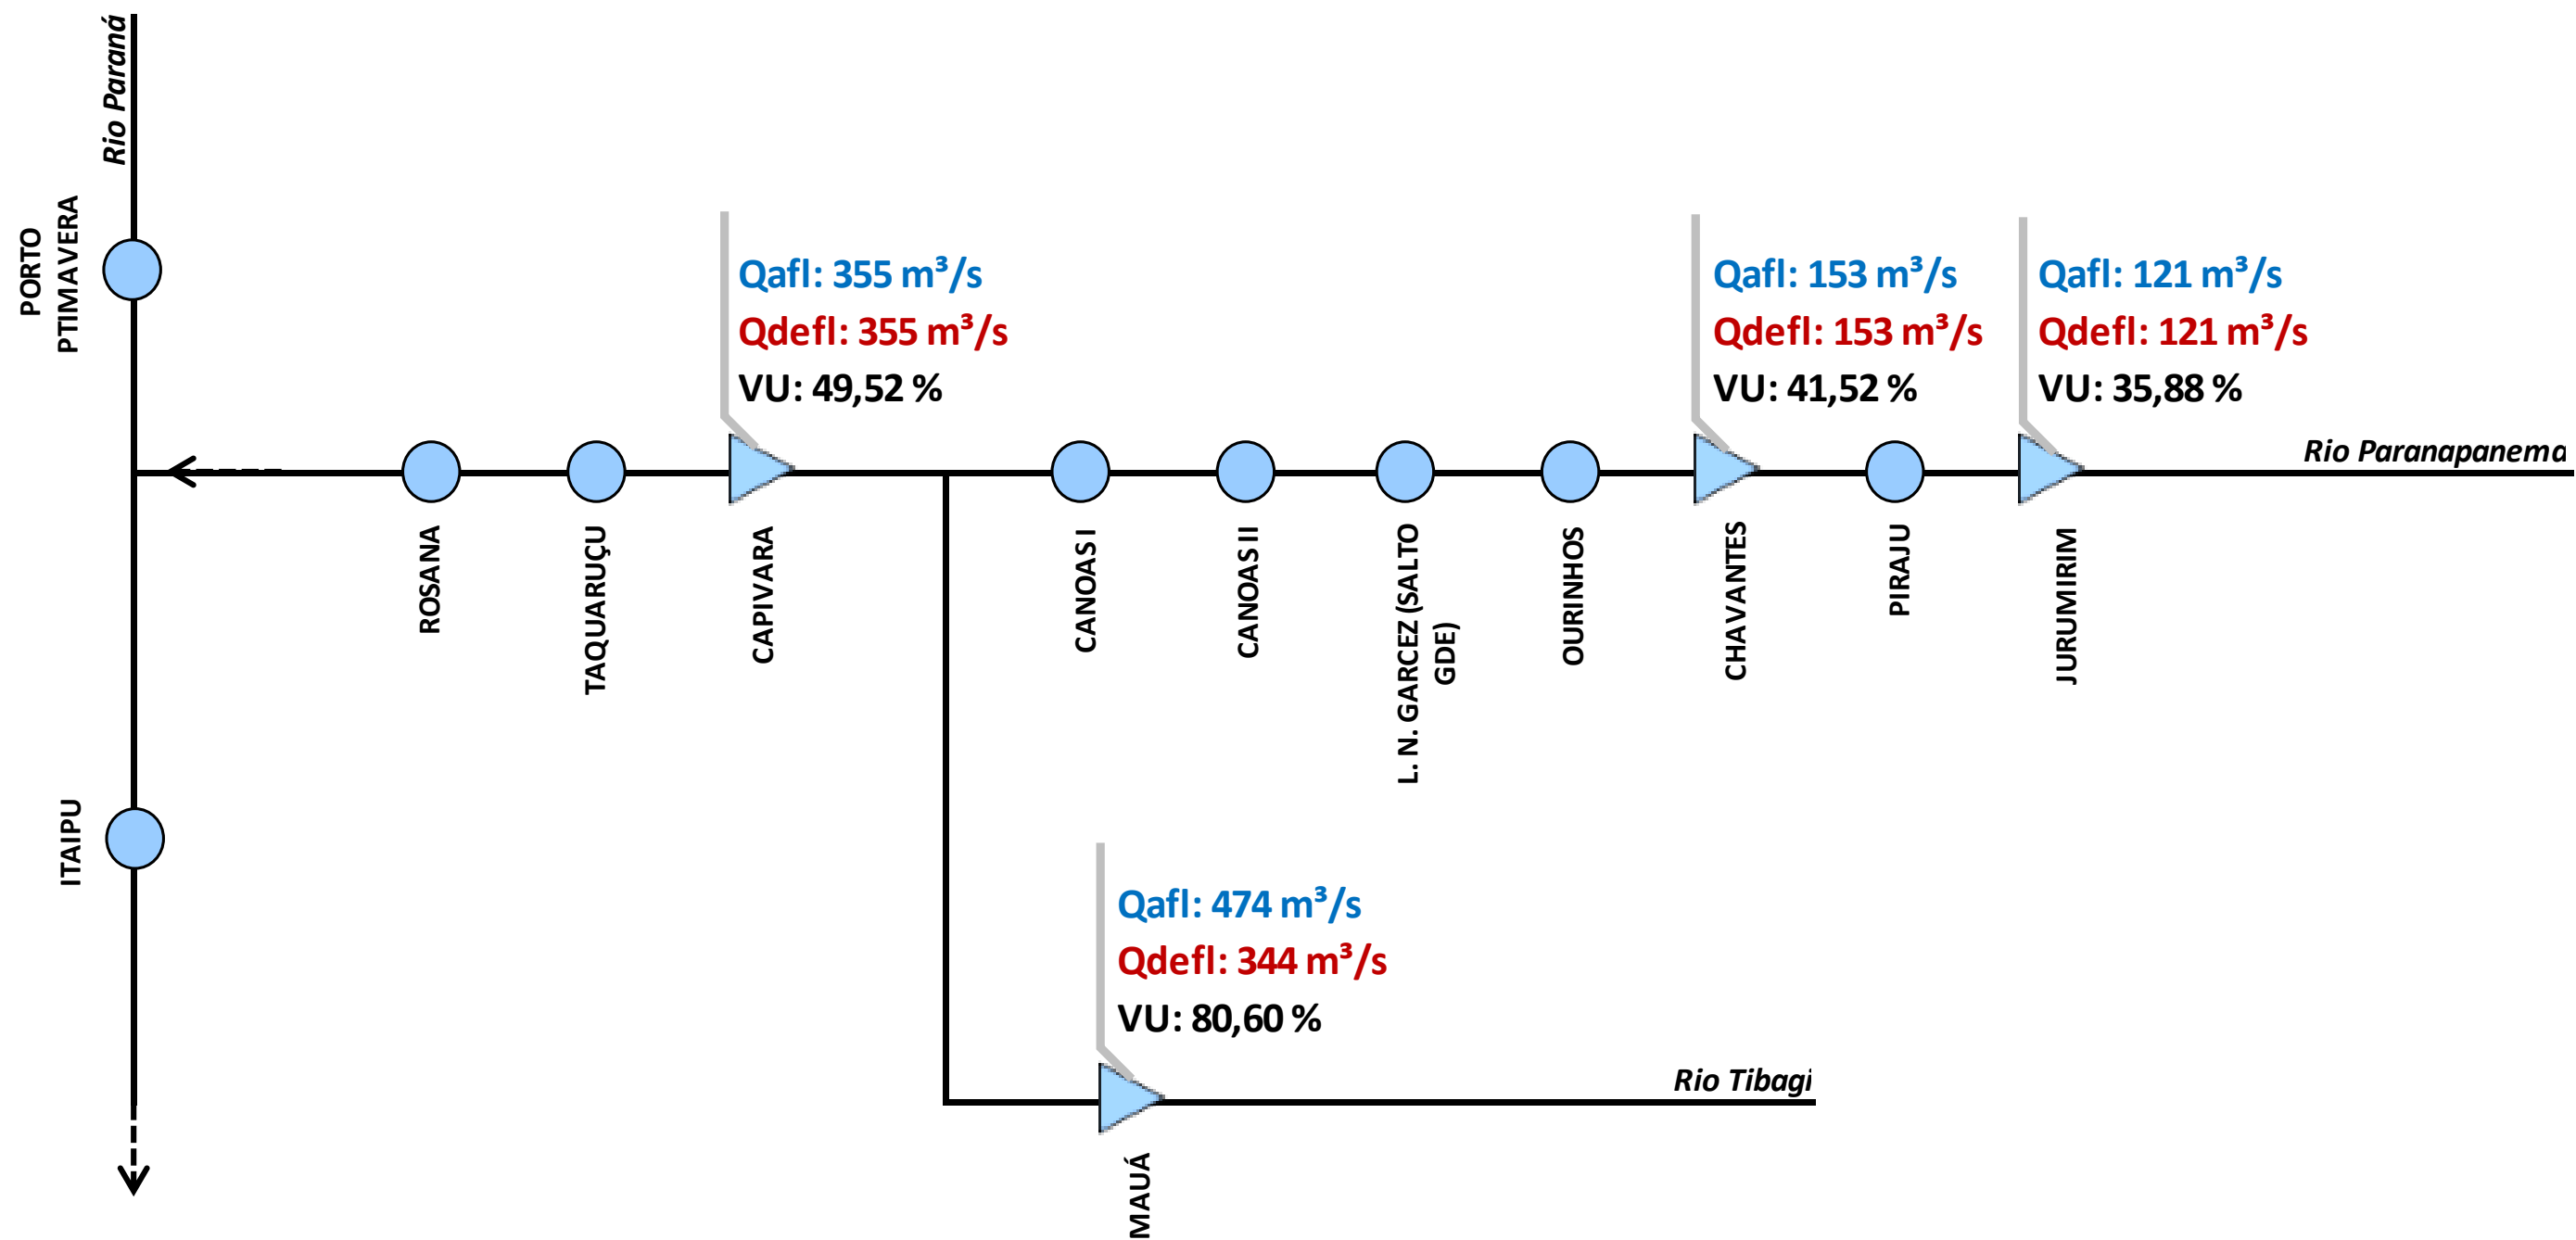 Rio Paraná
PORTO
PTIMAVERA
Qafl: 355 m³/s
Qdefl: 355 m³/s
VU: 49,52 %
Qafl: 153 m³/s
Qdefl: 153 m³/s
VU: 41,52 %
Qafl: 121 m³/s
Qdefl: 121 m³/s
VU: 35,88 %
Rio Paranapanema
ROSANA
TAQUARUÇU
CAPIVARA
CANOAS I
CANOAS II
L. N. GARCEZ (SALTO
GDE)
OURINHOS
CHAVANTES
PIRAJU
JURUMIRIM
ITAIPU
Qafl: 474 m³/s
Qdefl: 344 m³/s
VU: 80,60 %
Rio Tibagi
MAUÁ